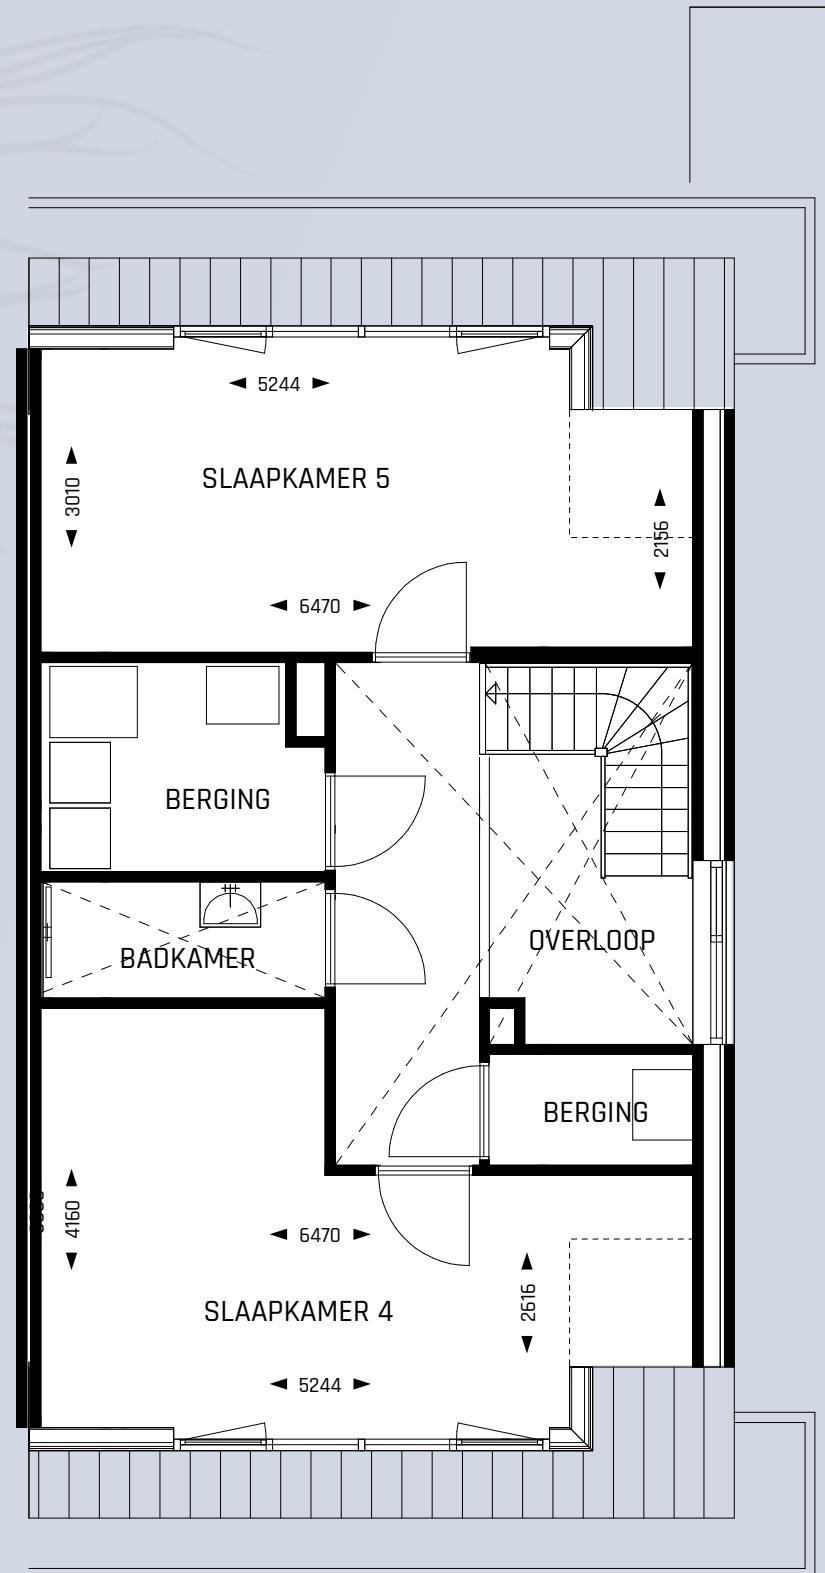 5244
SLAAPKAMER 5
3010
2156
6470
BERGING
OVERLOOP
BADKAMER
BERGING
4160
6470
2616
SLAAPKAMER 4
5244